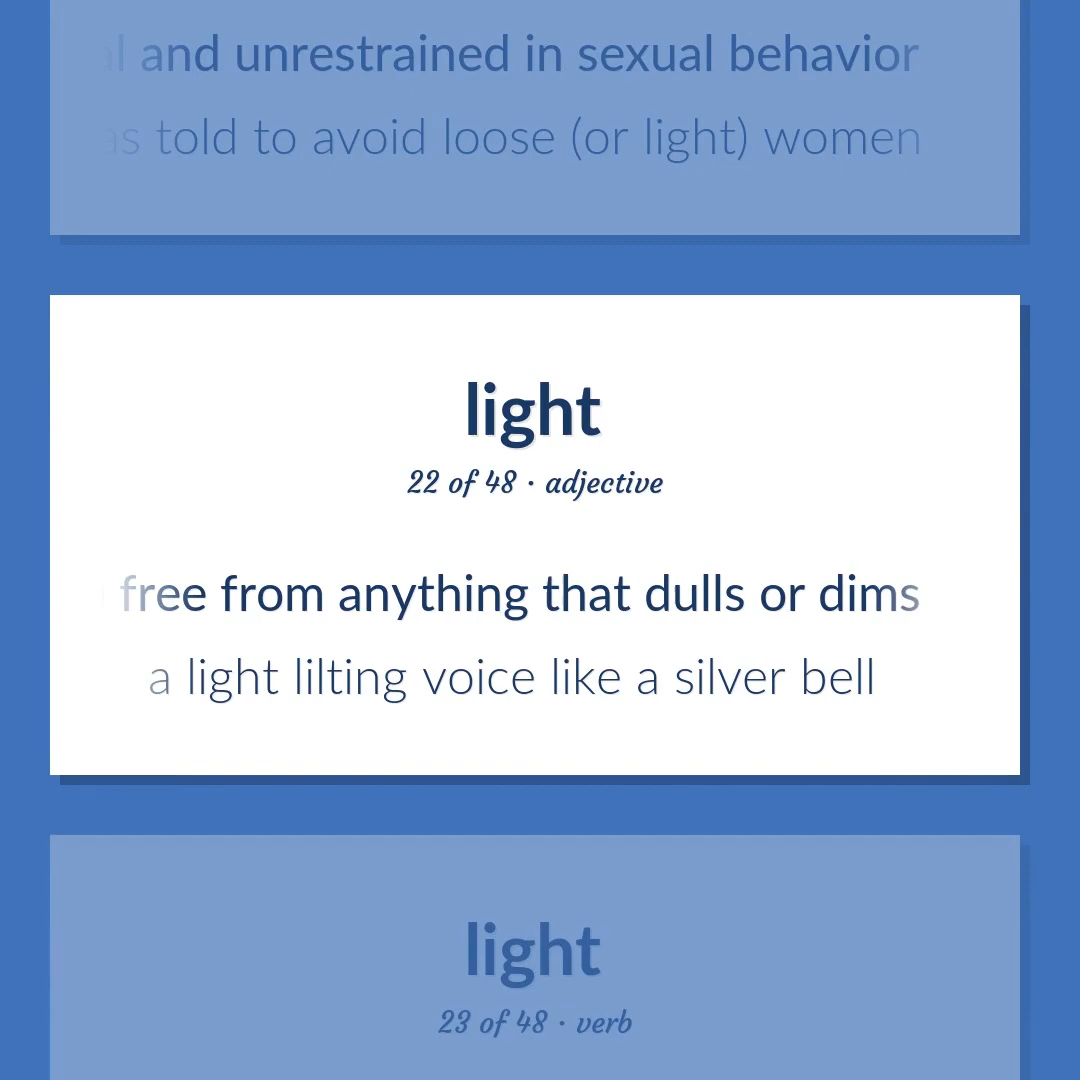 and unrestrained in sexual behavior
told to avoid loose (or light) women
light
22 of 48 · adjective
free from anything that dulls or dims
a light lilting voice like a silver bell
light
23 of 48 · verb